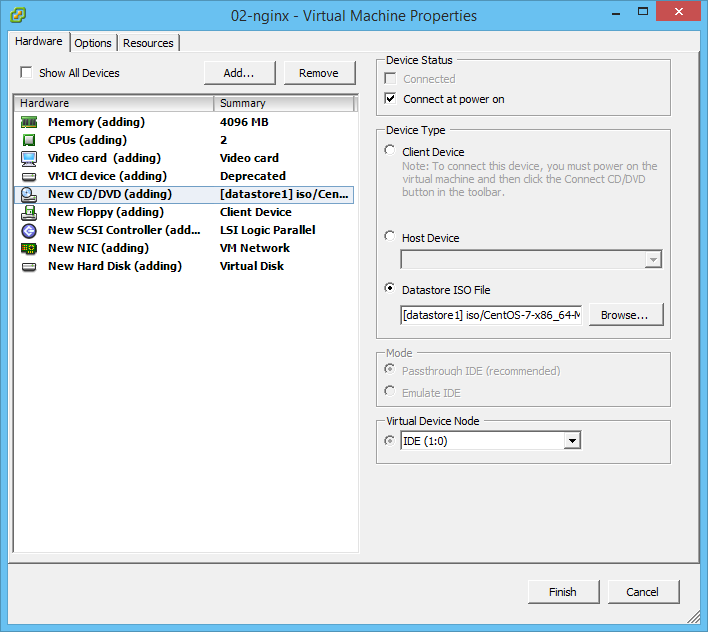 02-nginx - Virtual Machine Properties
Hardware Options Resources
Show All Devices Add... Remove
Hardware Summary
Memory (adding) 4096 MB
CPUs (adding) 2
Video card (adding) Video card
VMCI device (adding) Deprecated
New CD/DVD (adding) [datastore1] iso/Cen...
New Floppy (adding) Client Device
New SCSI Controller (add... LSI Logic Parallel
New NIC (adding) VM Network
New Hard Disk (adding) Virtual Disk
Device Status
Connected
Connect at power on
Device Type
Client Device
Note: To connect this device, you must power on the
virtual machine and then click the Connect CD/DVD
button in the toolbar.
Host Device
Datastore ISO File
[datastore1] iso/CentOS-7-x86_64-M Browse...
Mode
Passthrough IDE (recommended)
Emulate IDE
Virtual Device Node
IDE (1:0)
Finish Cancel